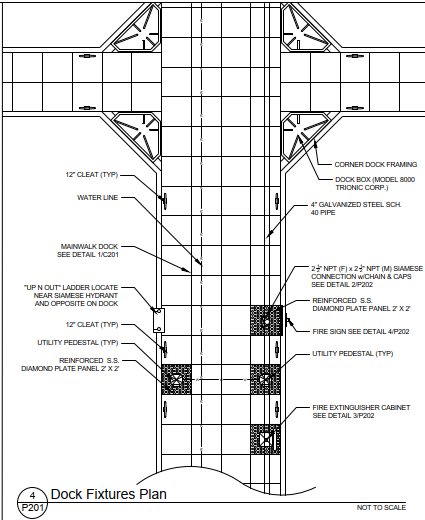 CORNER DOCK FRAMING
DOCK BOX (MODEL 8000
TRIONIC CORP.)
12" CLEAT (TYP)
WATER LINE
4" GALVANIZED STEEL SCH.
40 PIPE
MAINWALK DOCK
SEE DETAIL 1/C201
2½" NPT (F) x 2½" NPT (M) SIAMESE
CONNECTION w/CHAIN & CAPS
SEE DETAIL 2/P202
"UP N OUT" LADDER LOCATE
NEAR SIAMESE HYDRANT
AND OPPOSITE ON DOCK
REINFORCED S.S.
DIAMOND PLATE PANEL 2' X 2'
12" CLEAT (TYP)
FIRE SIGN SEE DETAIL 4/P202
UTILITY PEDESTAL (TYP)
UTILITY PEDESTAL (TYP)
REINFORCED S.S.
DIAMOND PLATE PANEL 2' X 2'
FIRE EXTINGUISHER CABINET
SEE DETAIL 3/P202
4
P201
Dock Fixtures Plan
NOT TO SCALE